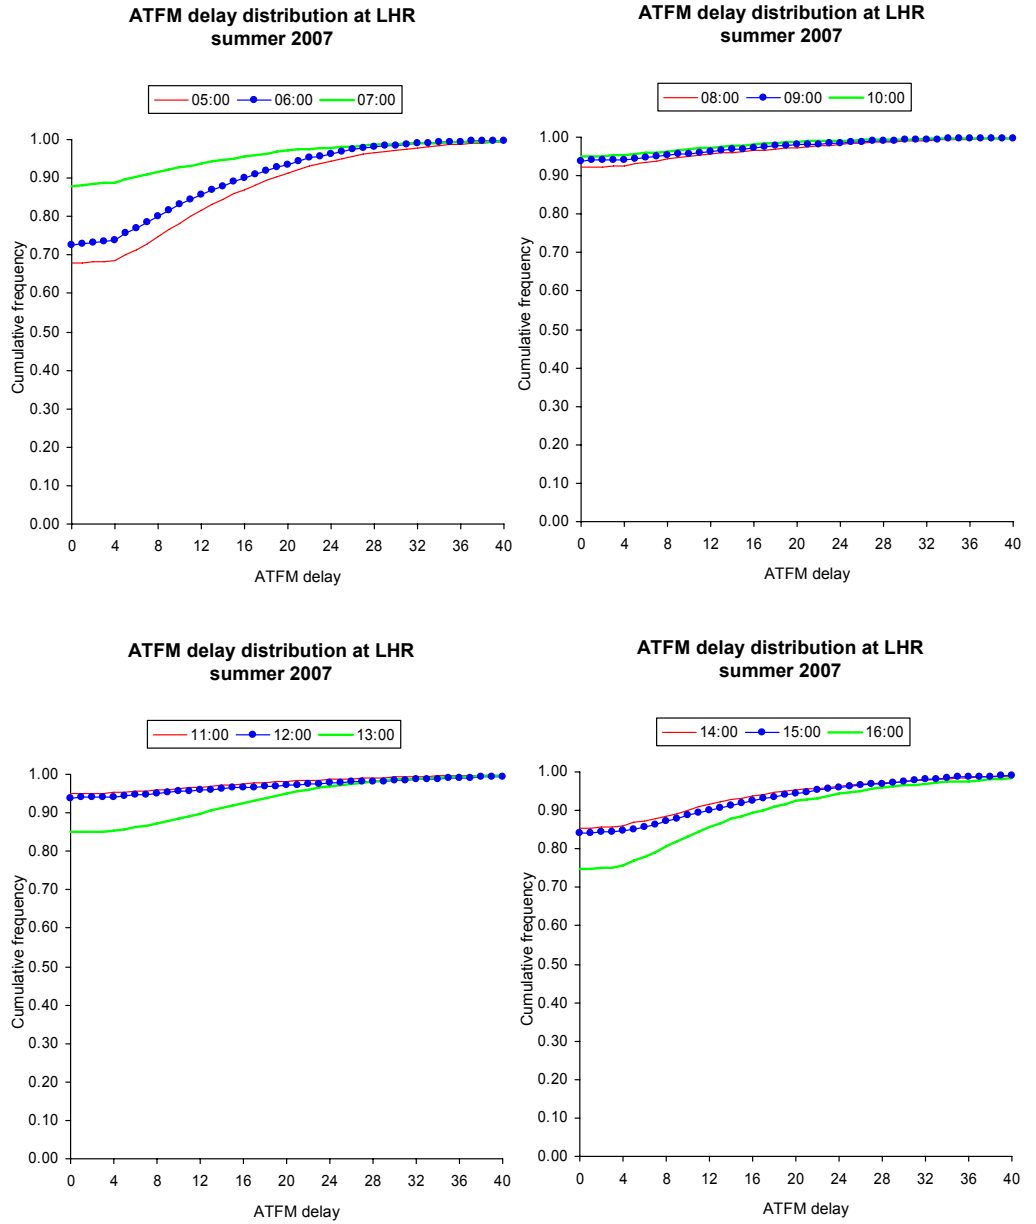 ATFM delay distribution at LHR
summer 2007
05:00 06:00 07:00
1.00
0.90
0.80
0.70
0.60
0.50
0.40
0.30
0.20
0.10
0.00
Cumulative frequency
0 4 8 12 16 20 24 28 32 36 40
ATFM delay
ATFM delay distribution at LHR
summer 2007
08:00 09:00 10:00
1.00
0.90
0.80
0.70
0.60
0.50
0.40
0.30
0.20
0.10
0.00
Cumulative frequency
0 4 8 12 16 20 24 28 32 36 40
ATFM delay
ATFM delay distribution at LHR
summer 2007
11:00 12:00 13:00
1.00
0.90
0.80
0.70
0.60
0.50
0.40
0.30
0.20
0.10
0.00
Cumulative frequency
0 4 8 12 16 20 24 28 32 36 40
ATFM delay
ATFM delay distribution at LHR
summer 2007
14:00 15:00 16:00
1.00
0.90
0.80
0.70
0.60
0.50
0.40
0.30
0.20
0.10
0.00
Cumulative frequency
0 4 8 12 16 20 24 28 32 36 40
ATFM delay